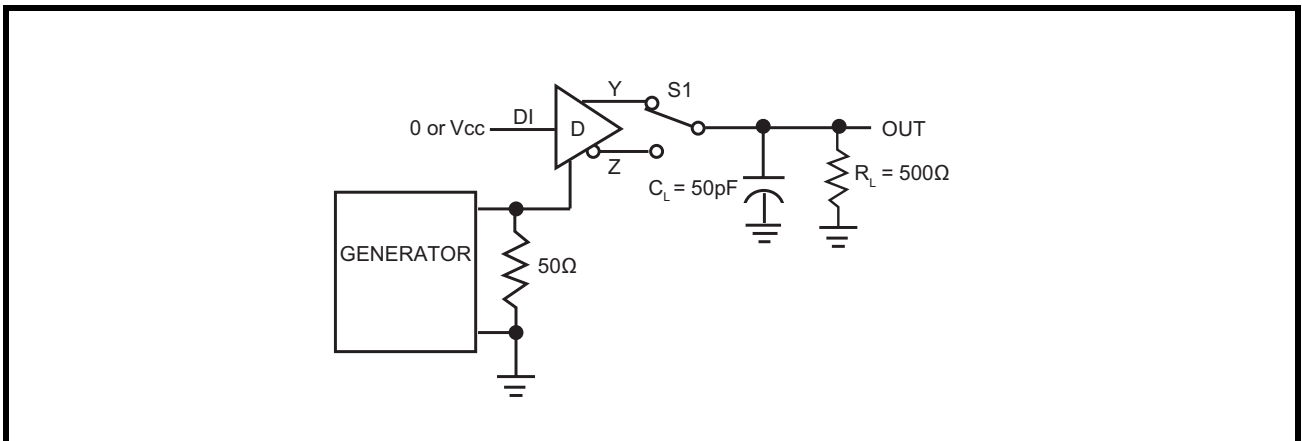 Y
S1
DI
0 or Vcc
D
OUT
Z
C_L = 50pF
R_L = 500Ω
GENERATOR
50Ω